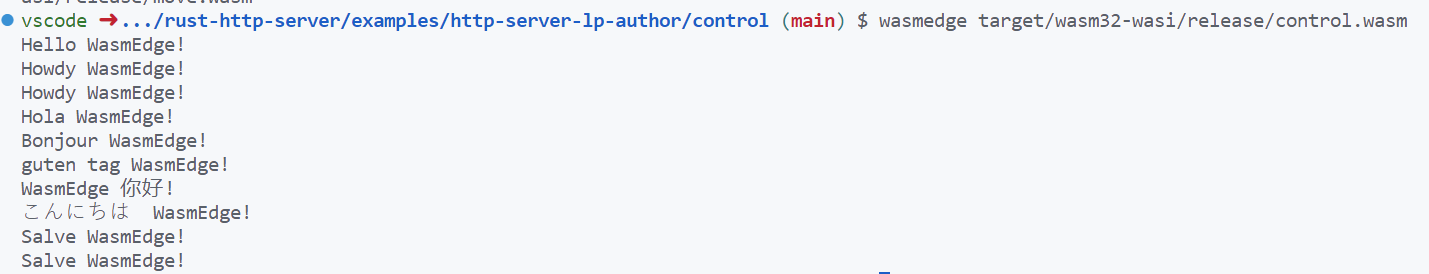 asi/release/move.wasm
vscode ➜ .../rust-http-server/examples/http-server-lp-author/control (main) $ wasmedge target/wasm32-wasi/release/control.wasm
Hello WasmEdge!
Howdy WasmEdge!
Howdy WasmEdge!
Hola WasmEdge!
Bonjour WasmEdge!
guten tag WasmEdge!
WasmEdge 你好!
こんにちは WasmEdge!
Salve WasmEdge!
Salve WasmEdge!